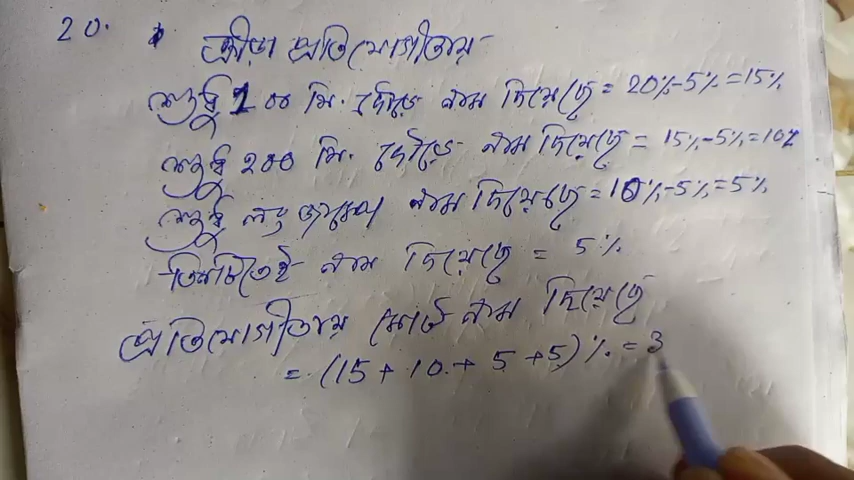 20. ক্রীড়া প্রতিযোগিতায়
শুধু 100 মি. দৌড়ে নাম দিয়েছে = 20%-5%=15%
শুধু 200 মি. দৌড়ে নাম দিয়েছে = 15%-5%=10%
শুধু লং জাম্পে নাম দিয়েছে = 10%-5%=5%
তিনটিতেই নাম দিয়েছে = 5%
প্রতিযোগিতায় মোট নাম দিয়েছে
= (15 + 10 + 5 + 5)% = 3